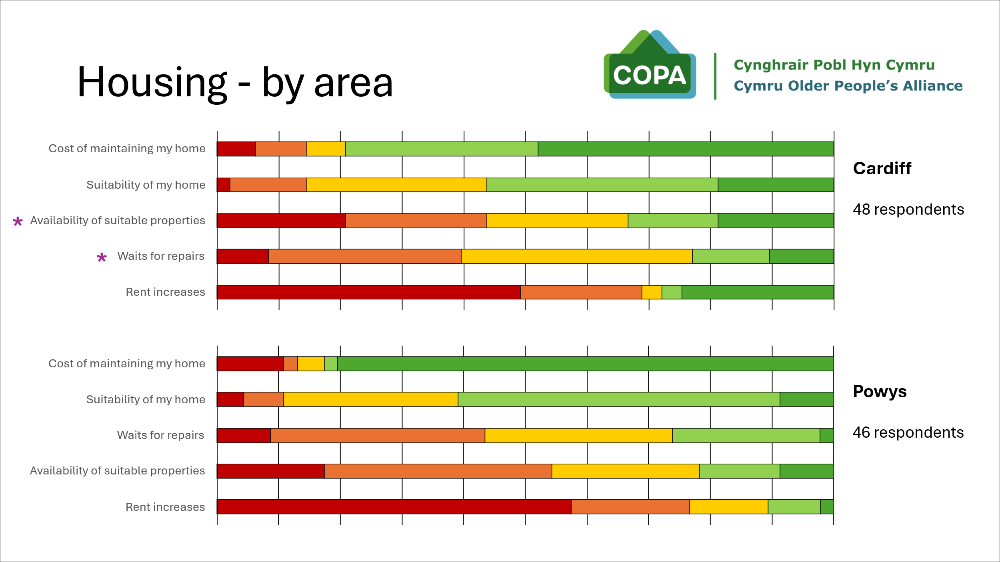 Housing - by area
COPA
Cynghrair Pobl Hyn Cymru
Cymru Older People's Alliance
Cost of maintaining my home
Suitability of my home
* Availability of suitable properties
* Waits for repairs
Rent increases
Cardiff
48 respondents
Cost of maintaining my home
Suitability of my home
Waits for repairs
Availability of suitable properties
Rent increases
Powys
46 respondents